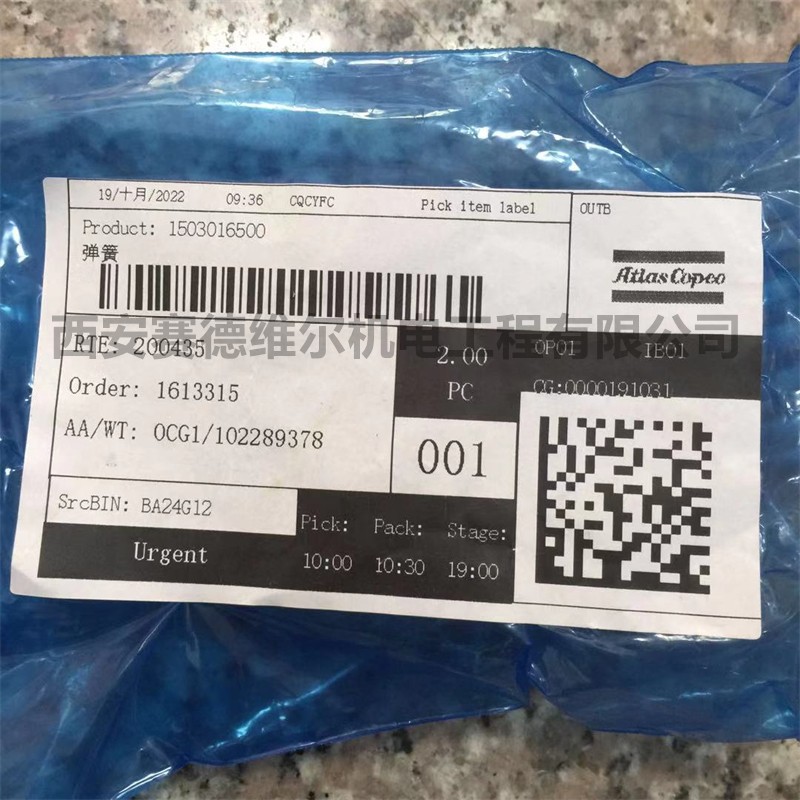 19/十月/2022 09:36 CQCYFC Pick item label OUTB
Product: 1503016500
弹簧
Atlas Copco
西安赛德维尔机电工程有限公司
RTE: 200435
2.00
OP01 IB01
Order: 1613315
PC
CG:0000191031
AA/WT: OCG1/102289378
001
SrcBIN: BA24G12
Pick: Pack: Stage:
Urgent
10:00 10:30 19:00